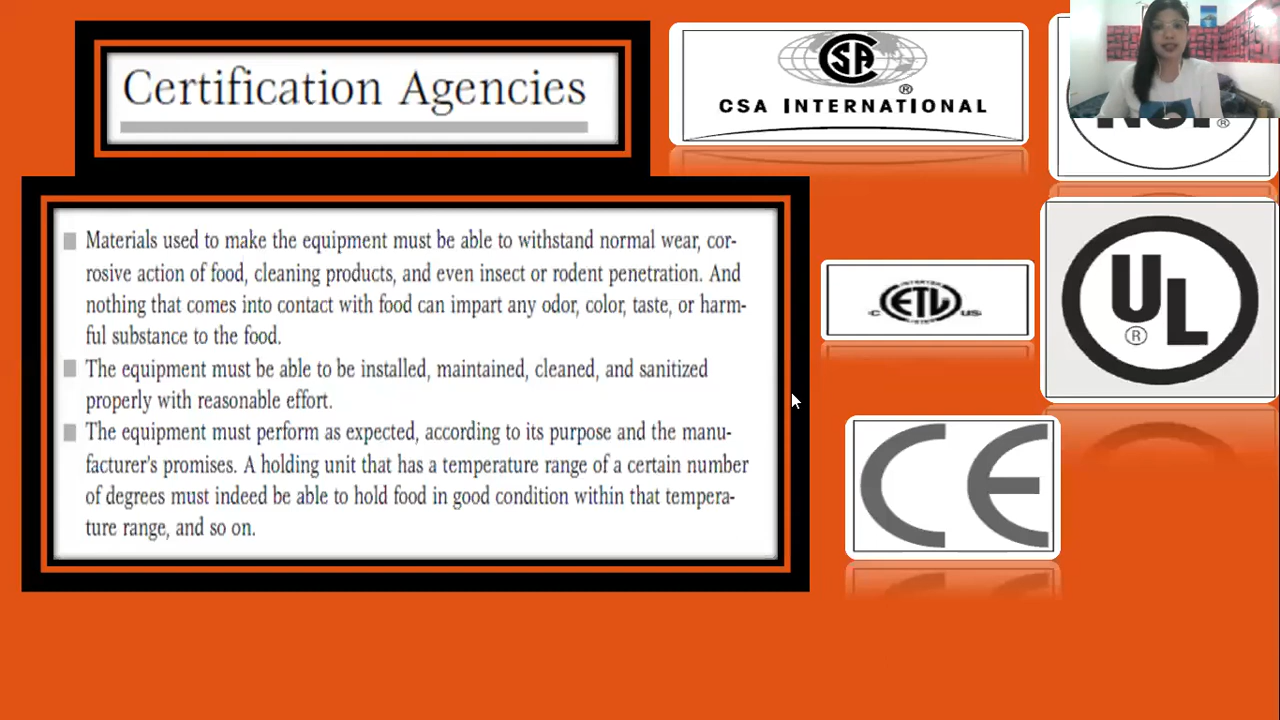 Certification Agencies
CSA
®
CSA INTERNATIONAL
®
Materials used to make the equipment must be able to withstand normal wear, cor-
rosive action of food, cleaning products, and even insect or rodent penetration. And
nothing that comes into contact with food can impart any odor, color, taste, or harm-
ful substance to the food.
The equipment must be able to be installed, maintained, cleaned, and sanitized
properly with reasonable effort.
The equipment must perform as expected, according to its purpose and the manu-
facturer's promises. A holding unit that has a temperature range of a certain number
of degrees must indeed be able to hold food in good condition within that tempera-
ture range, and so on.
INTERTEK
C ETL US
LISTED
UL
®
CE